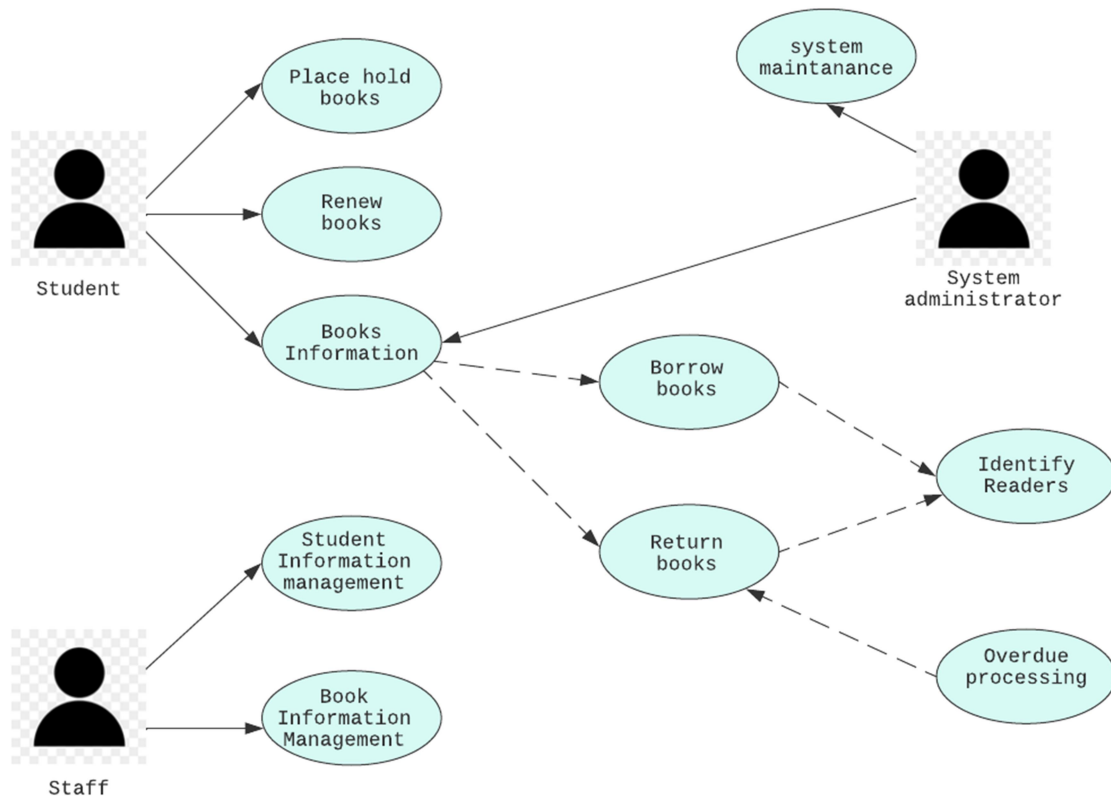 Place hold
books
system
maintanance
Renew
books
Student
System
administrator
Books
Information
Borrow
books
Identify
Readers
Student
Information
management
Return
books
Overdue
processing
Book
Information
Management
Staff